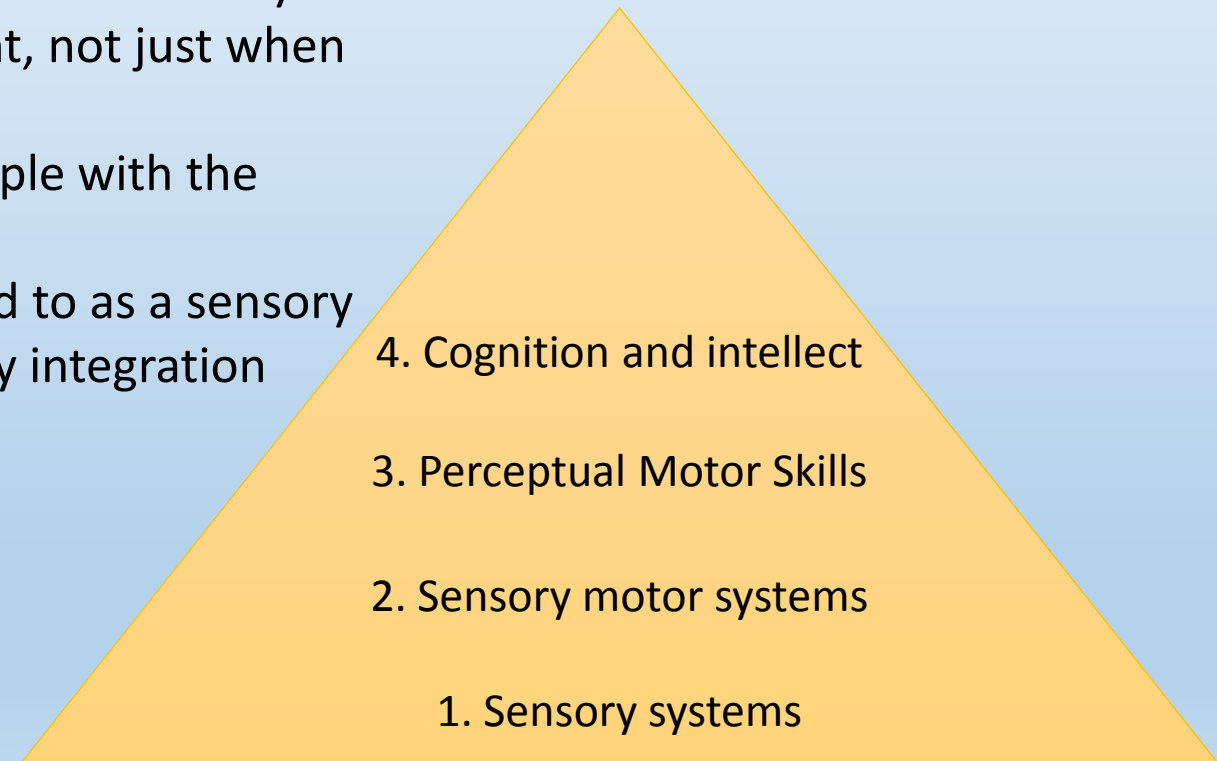 t, not just when
ple with the
d to as a sensory
y integration
4. Cognition and intellect
3. Perceptual Motor Skills
2. Sensory motor systems
1. Sensory systems